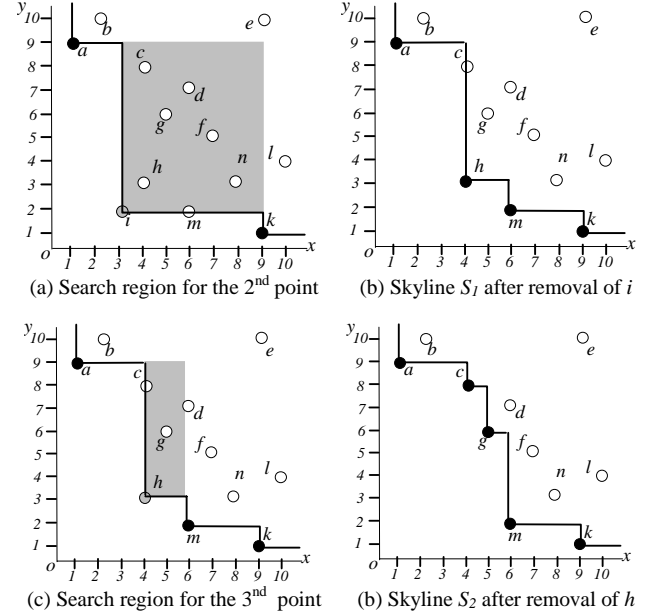 y
10
9
8
7
6
5
4
3
2
1
o
1 2 3 4 5 6 7 8 9 10
x
a
b
c
d
e
f
g
h
i
k
l
m
n
(a) Search region for the 2nd point
y
10
9
8
7
6
5
4
3
2
1
o
1 2 3 4 5 6 7 8 9 10
x
a
b
c
d
e
f
g
h
k
l
m
n
(b) Skyline S1 after removal of i
y
10
9
8
7
6
5
4
3
2
1
o
1 2 3 4 5 6 7 8 9 10
x
a
b
c
d
e
f
g
h
k
l
m
n
(c) Search region for the 3nd point
y
10
9
8
7
6
5
4
3
2
1
o
1 2 3 4 5 6 7 8 9 10
x
a
b
c
d
e
f
g
k
l
m
n
(b) Skyline S2 after removal of h